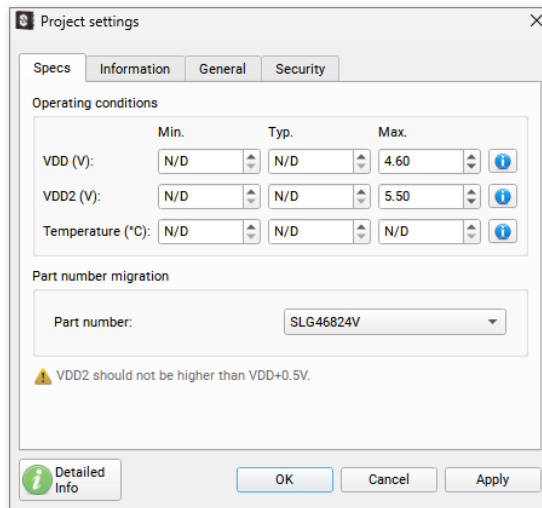 Project settings
Specs Information General Security
Operating conditions
Min. Typ. Max.
VDD (V): N/D N/D 4.60
VDD2 (V): N/D N/D 5.50
Temperature (°C): N/D N/D N/D
Part number migration
Part number: SLG46824V
VDD2 should not be higher than VDD+0.5V.
Detailed
Info
OK Cancel Apply